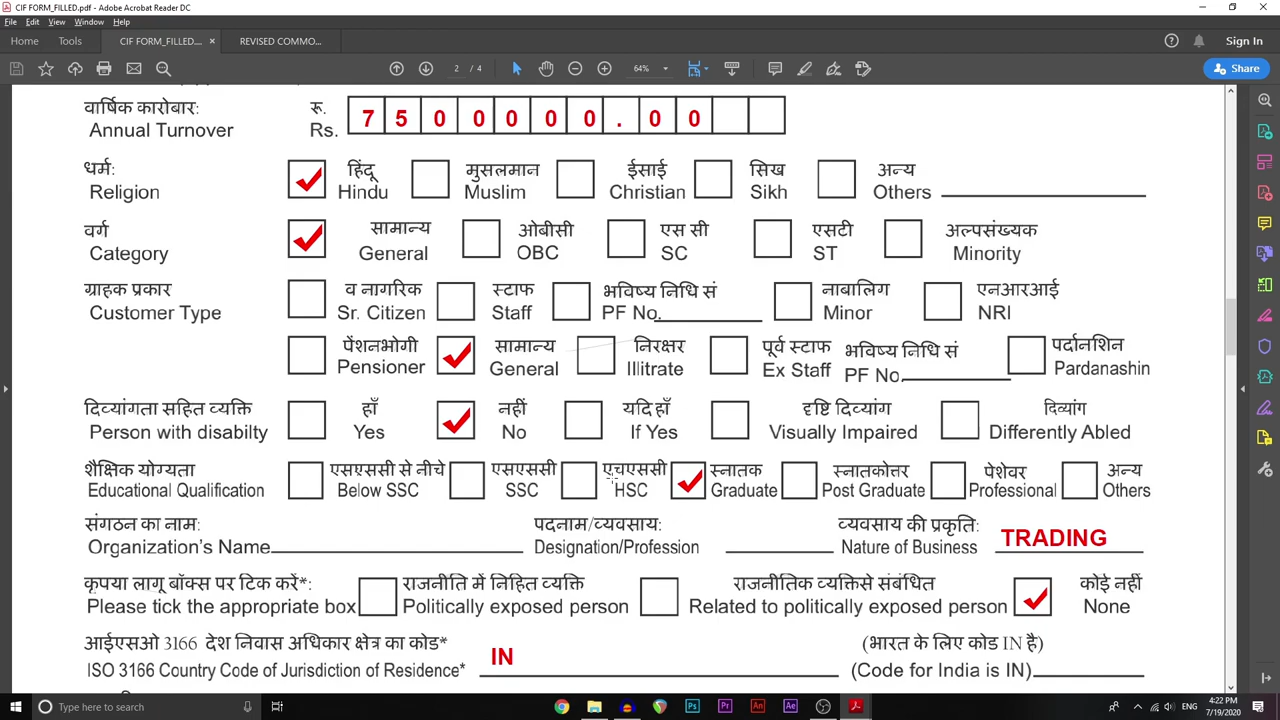 CIF FORM_FILLED.pdf - Adobe Acrobat Reader DC
File Edit View Window Help
Home Tools CIF FORM_FILLED.... × REVISED COMMO... Sign In
2 / 4 64% Share
वार्षिक कारोबार: रू.
Annual Turnover Rs. 7 5 0 0 0 0 0 . 0 0
धर्म: हिंदू मुसलमान ईसाई सिख अन्य
Religion Hindu Muslim Christian Sikh Others
वर्ग सामान्य ओबीसी एस सी एसटी अल्पसंख्यक
Category General OBC SC ST Minority
ग्राहक प्रकार व नागरिक स्टाफ भविष्य निधि सं नाबालिग एनआरआई
Customer Type Sr. Citizen Staff PF No. Minor NRI
पेंशनभोगी सामान्य निरक्षर पूर्व स्टाफ भविष्य निधि सं पर्दानशिन
Pensioner General Illitrate Ex Staff PF No. Pardanashin
दिव्यांगता सहित व्यक्ति हाँ नहीं यदि हाँ दृष्टि दिव्यांग दिव्यांग
Person with disabilty Yes No If Yes Visually Impaired Differently Abled
शैक्षिक योग्यता एसएससी से नीचे एसएससी एचएससी स्नातक स्नातकोत्तर पेशेवर अन्य
Educational Qualification Below SSC SSC HSC Graduate Post Graduate Professional Others
संगठन का नाम: पदनाम/व्यवसाय: व्यवसाय की प्रकृति:
Organization's Name Designation/Profession Nature of Business TRADING
कृपया लागू बॉक्स पर टिक करें*: राजनीति में निहित व्यक्ति राजनीतिक व्यक्तिसे संबंधित कोई नहीं
Please tick the appropriate box Politically exposed person Related to politically exposed person None
आईएसओ 3166 देश निवास अधिकार क्षेत्र का कोड* (भारत के लिए कोड IN है)
ISO 3166 Country Code of Jurisdiction of Residence* IN (Code for India is IN)
Type here to search Ps Pr An Ae ENG 4:22 PM
7/19/2020